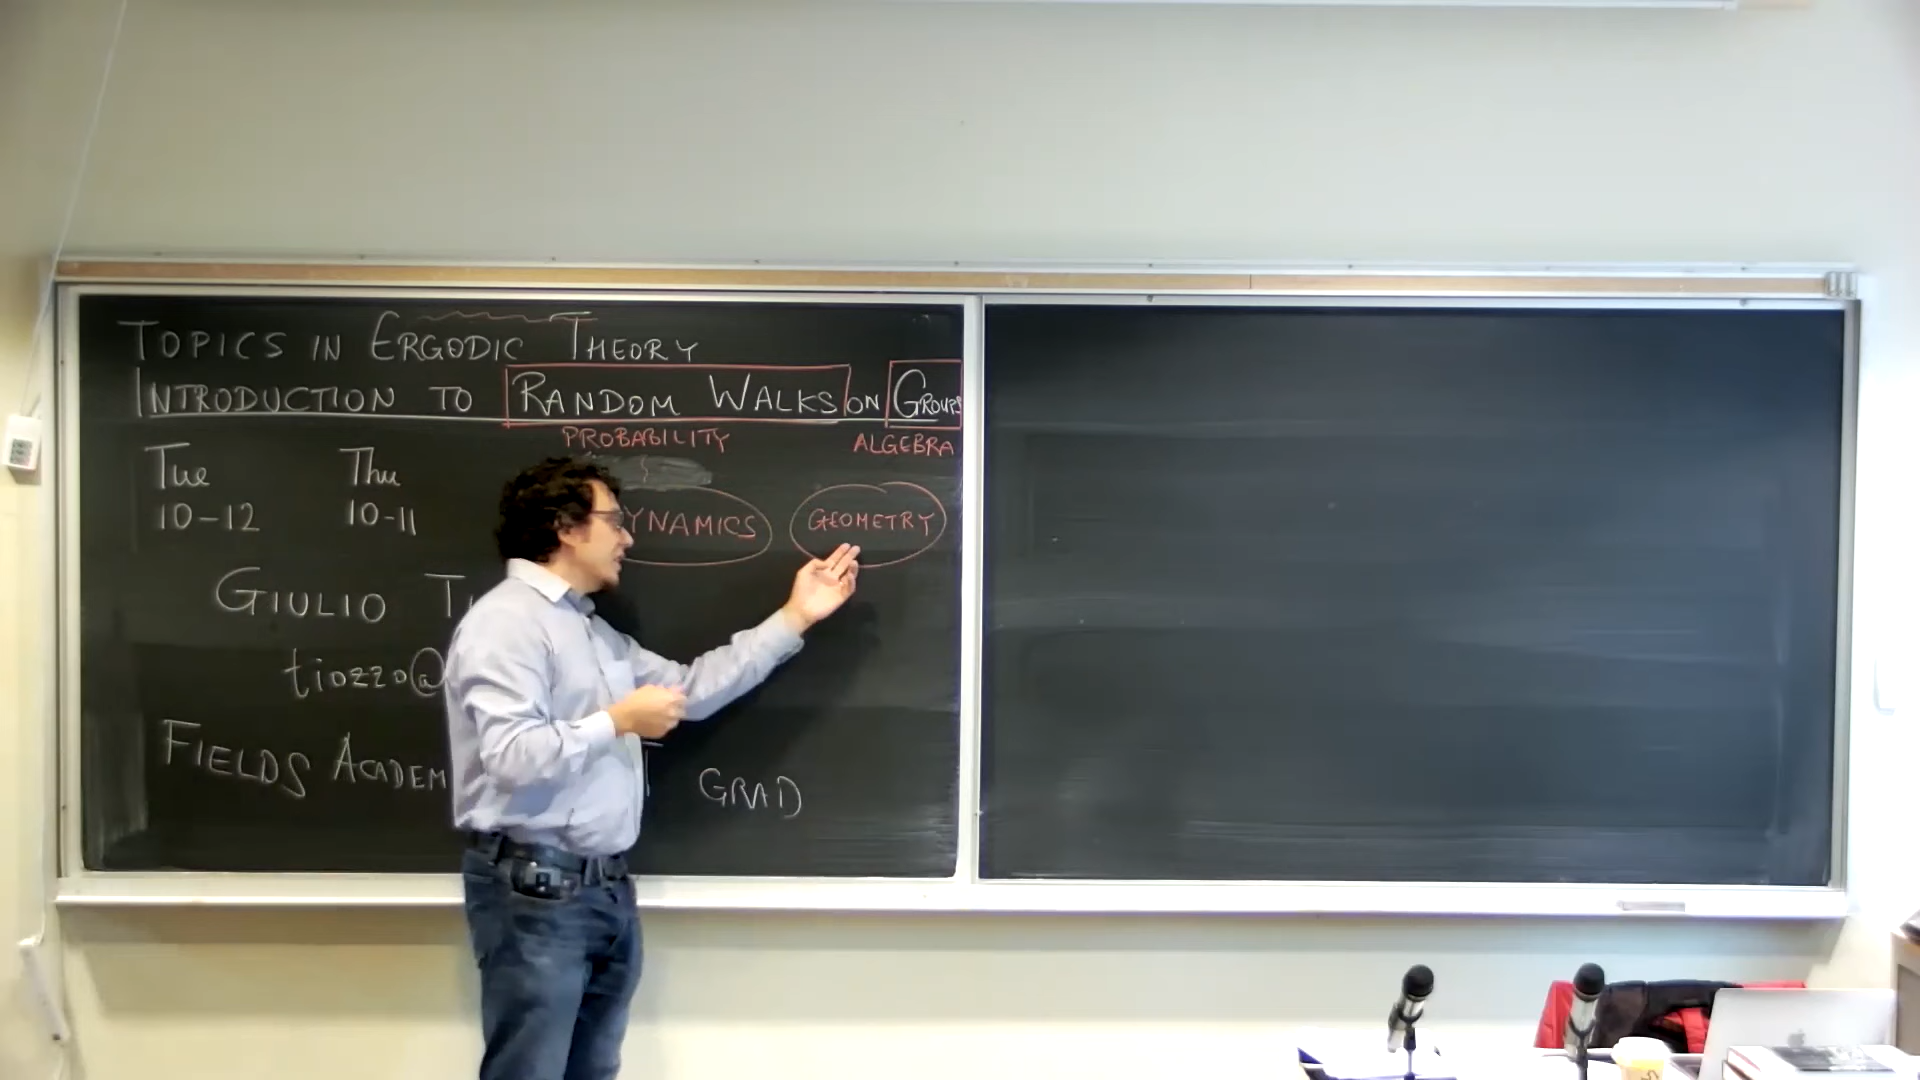 TOPICS IN ERGODIC THEORY
INTRODUCTION TO RANDOM WALKS ON GROUPS
PROBABILITY ALGEBRA
Tue Thu
10-12 10-11
YNAMICS GEOMETRY
GIULIO
tiozzo@
FIELDS ACADEM GRAD